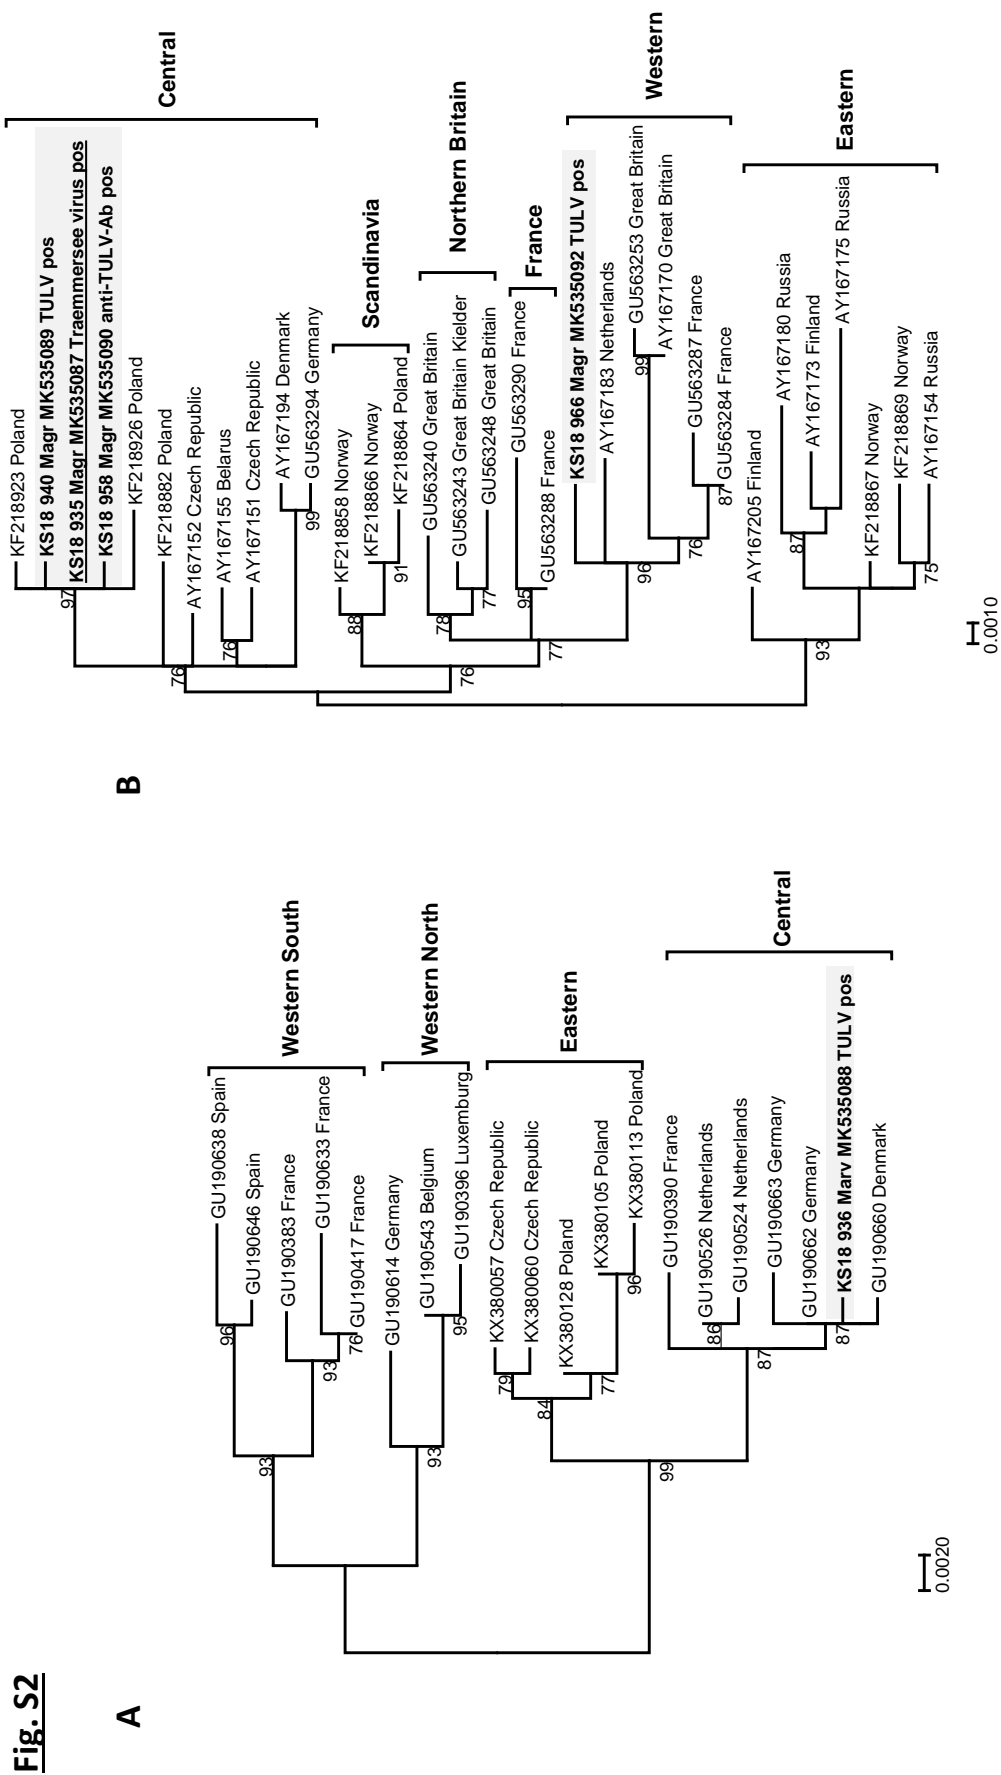 Fig. S2
A
GU190638 Spain
96
GU190646 Spain
93
GU190383 France
GU190633 France
93
76
GU190417 France
Western South
GU190614 Germany
GU190543 Belgium
93
95
GU190396 Luxemburg
Western North
KX380057 Czech Republic
79
KX380060 Czech Republic
84
KX380128 Poland
77
KX380105 Poland
96
KX380113 Poland
Eastern
99
GU190390 France
GU190526 Netherlands
86
GU190524 Netherlands
87
GU190663 Germany
GU190662 Germany
87
KS18 936 Marv MK535088 TULV pos
GU190660 Denmark
Central
0.0020
B
KF218923 Poland
KS18 940 Magr MK535089 TULV pos
97
KS18 935 Magr MK535087 Traemmersee virus pos
KS18 958 Magr MK535090 anti-TULV-Ab pos
KF218926 Poland
KF218882 Poland
76
AY167152 Czech Republic
AY167155 Belarus
76
AY167151 Czech Republic
AY167194 Denmark
99
GU563294 Germany
Central
KF218858 Norway
88
KF218866 Norway
91
KF218864 Poland
Scandinavia
76
GU563240 Great Britain
78
GU563243 Great Britain Kielder
77
GU563248 Great Britain
Northern Britain
GU563290 France
95
GU563288 France
France
77
KS18 966 Magr MK535092 TULV pos
AY167183 Netherlands
96
GU563253 Great Britain
99
AY167170 Great Britain
76
GU563287 France
87
GU563284 France
Western
AY167205 Finland
93
AY167180 Russia
87
AY167173 Finland
AY167175 Russia
KF218867 Norway
KF218869 Norway
75
AY167154 Russia
Eastern
0.0010